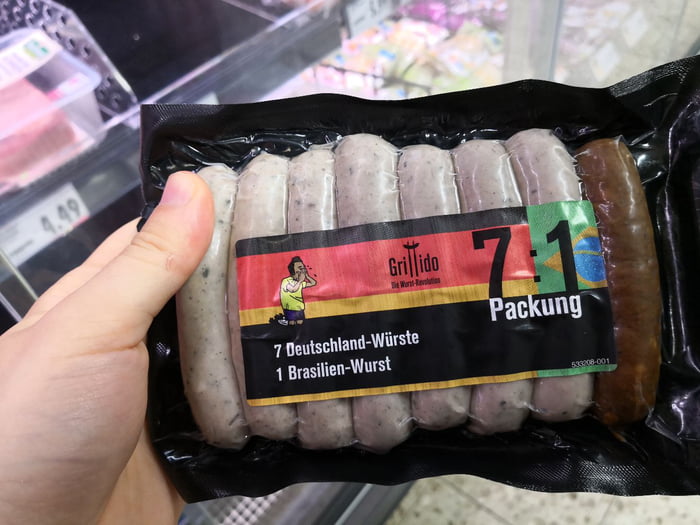 4.49
Grillido
Die Wurst-Revolution
7:1
Packung
7 Deutschland-Würste
1 Brasilien-Wurst
533208-001